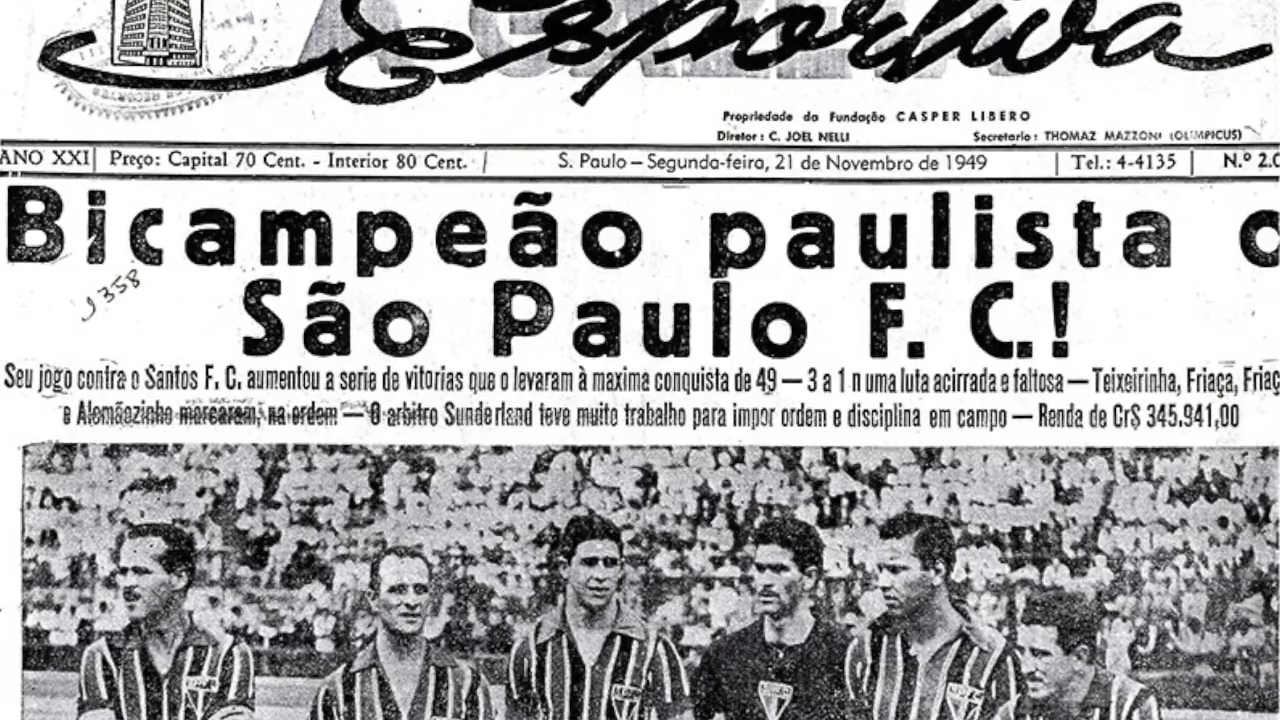 Esportiva
Propriedade da Fundação CASPER LIBERO
Diretor : C. JOEL NELLI Secretario : THOMAZ MAZZONI (OLIMPICUS)
ANO XXI Preço: Capital 70 Cent. - Interior 80 Cent. S. Paulo — Segunda-feira, 21 de Novembro de 1949 Tel.: 4-4135 N.º 2.0
Bicampeão paulista o
São Paulo F. C.!
1358
Seu jogo contra o Santos F. C. aumentou a serie de vitorias que o levaram à maxima conquista de 49 — 3 a 1 n uma luta acirrada e faltosa — Teixeirinha, Friaça, Friaç
e Alemãozinho marcaram, na ordem — O arbitro Sunderland teve muito trabalho para impor ordem e disciplina em campo — Renda de Cr$ 345.941,00